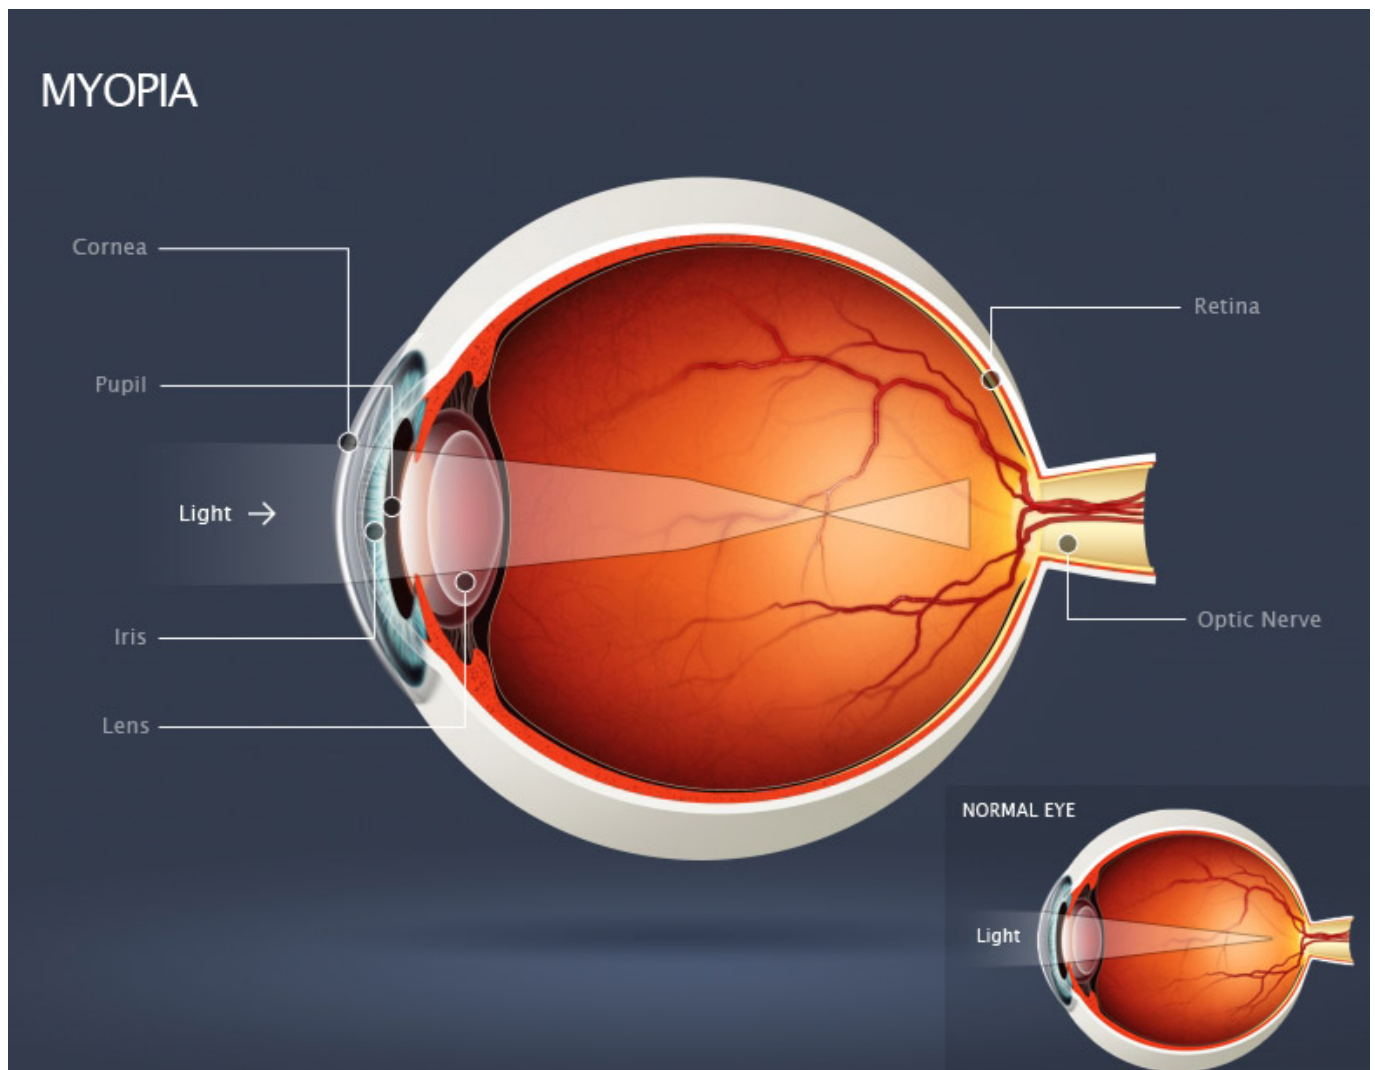 MYOPIA
Cornea
Retina
Pupil
Light
Optic Nerve
Iris
Lens
NORMAL EYE
Light